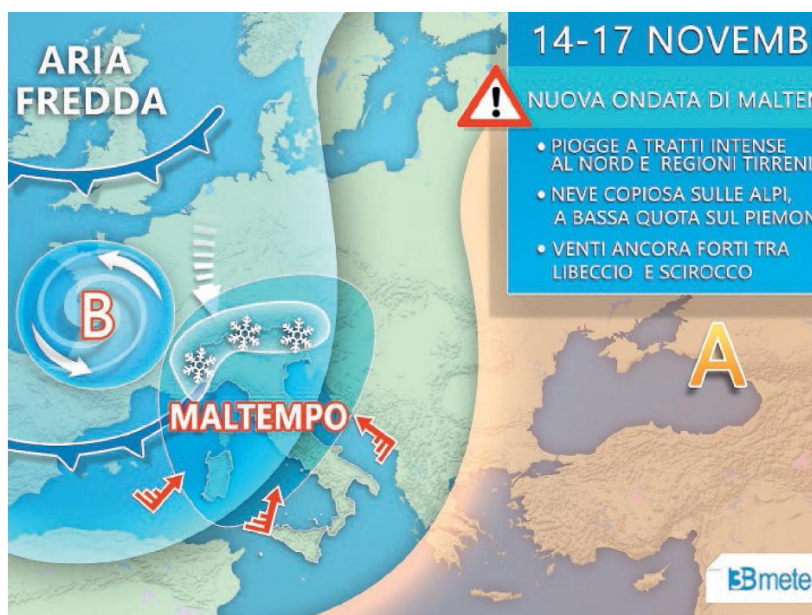 ARIA
FREDDA
14-17 NOVEMB
NUOVA ONDATA DI MALTEN
• PIOGGE A TRATTI INTENSE
AL NORD E REGIONI TIRRENI
• NEVE COPIOSA SULLE ALPI,
A BASSA QUOTA SUL PIEMON
• VENTI ANCORA FORTI TRA
LIBECCIO E SCIROCCO
B
A
MALTEMPO
3Bmete